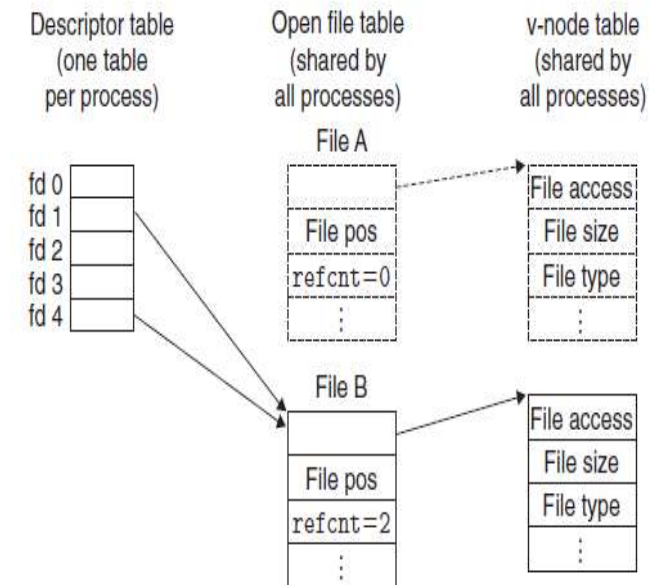 Descriptor table
(one table
per process)
Open file table
(shared by
all processes)
v-node table
(shared by
all processes)
fd 0
fd 1
fd 2
fd 3
fd 4
File A
File pos
refcnt=0
⋮
File access
File size
File type
⋮
File B
File pos
refcnt=2
⋮
File access
File size
File type
⋮